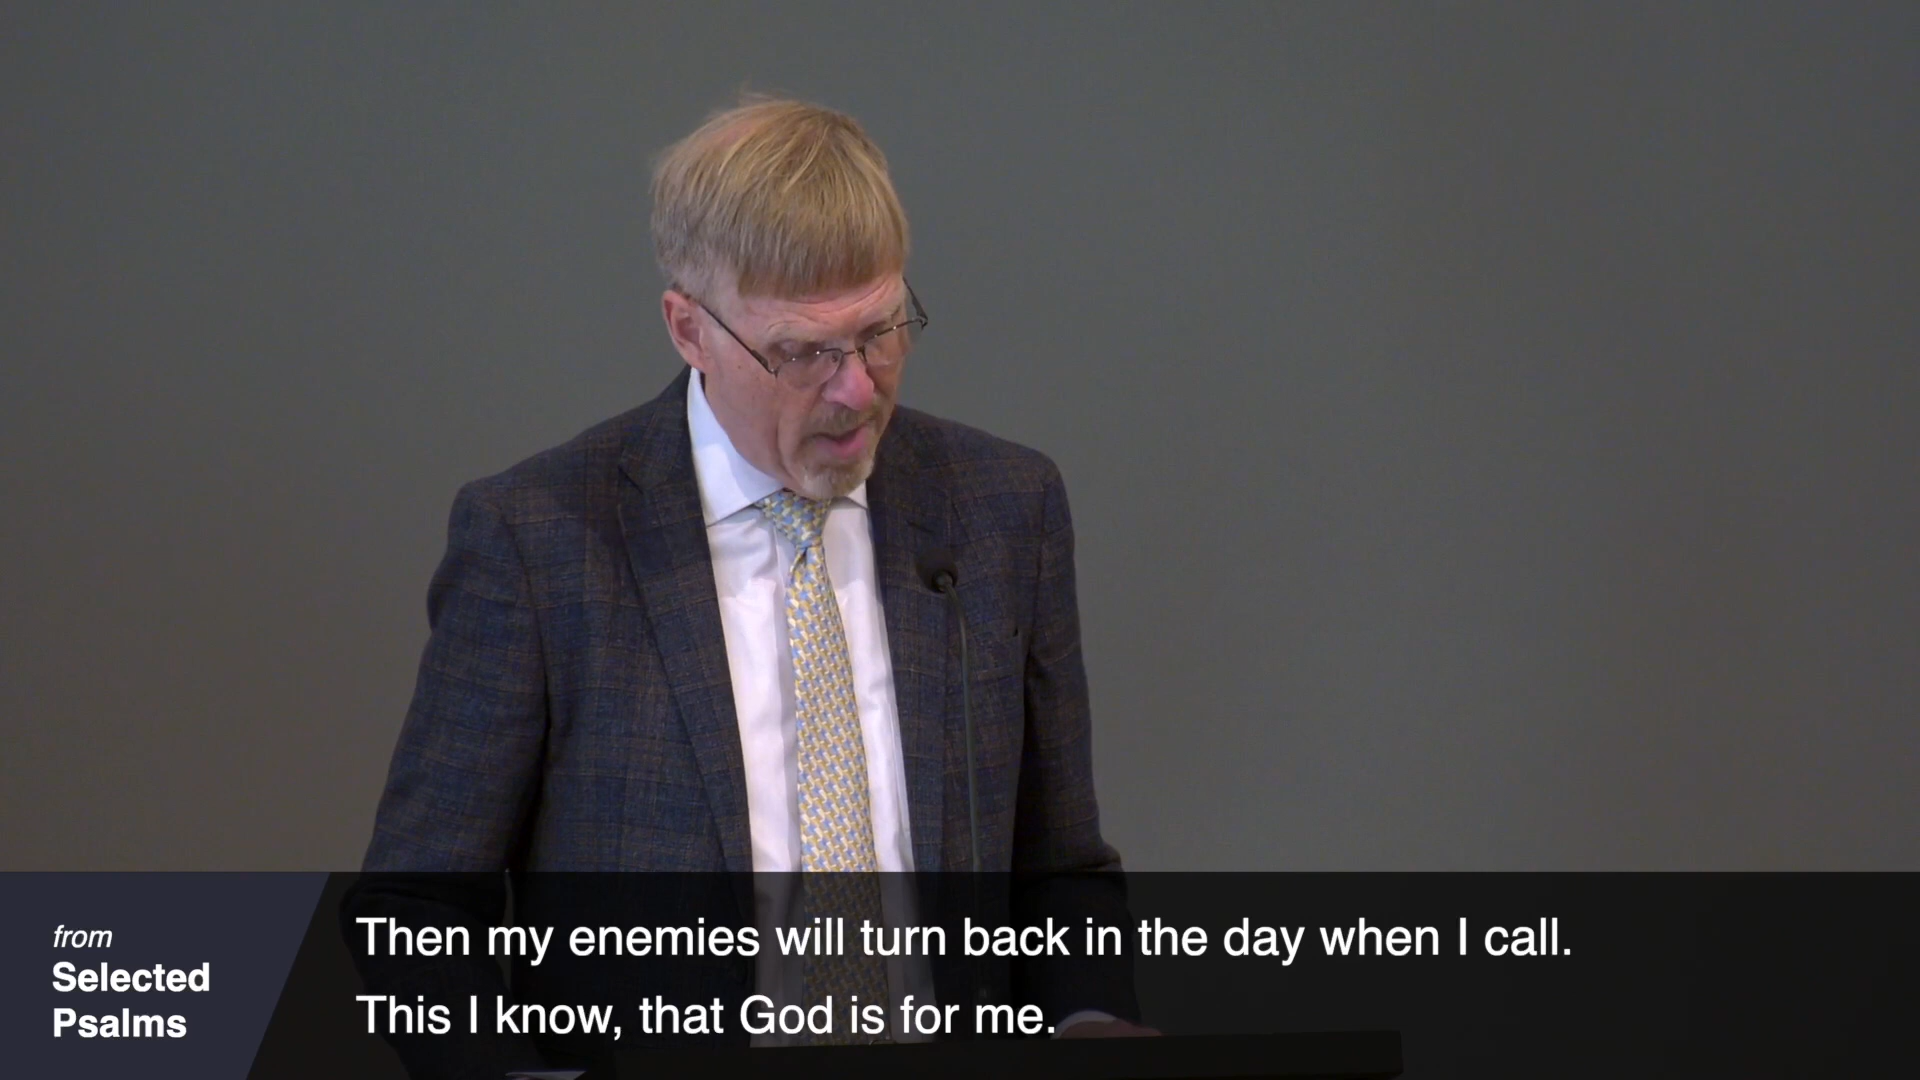 from
Selected
Psalms
Then my enemies will turn back in the day when I call.
This I know, that God is for me.